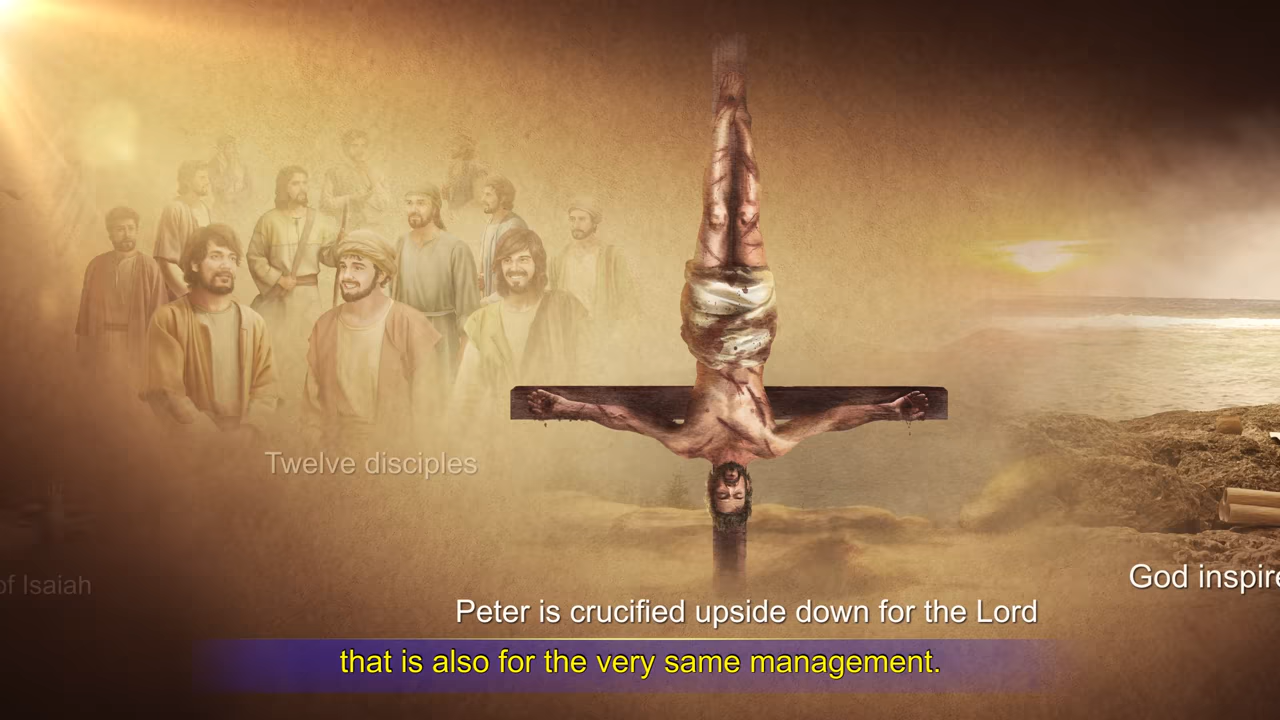 Twelve disciples
of Isaiah
God inspire
Peter is crucified upside down for the Lord
that is also for the very same management.